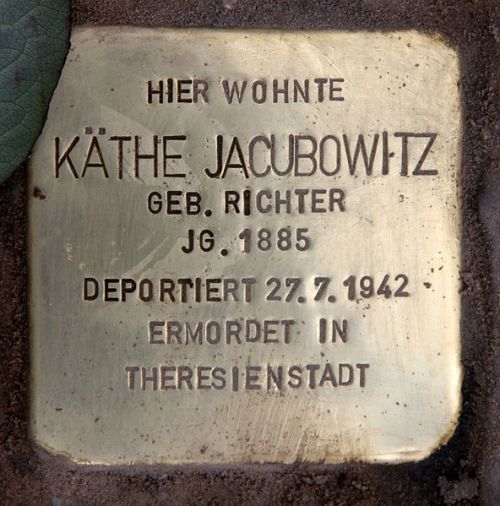 HIER WOHNTE
KÄTHE JACUBOWITZ
GEB. RICHTER
JG. 1885
DEPORTIERT 27.7.1942
ERMORDET IN
THERESIENSTADT